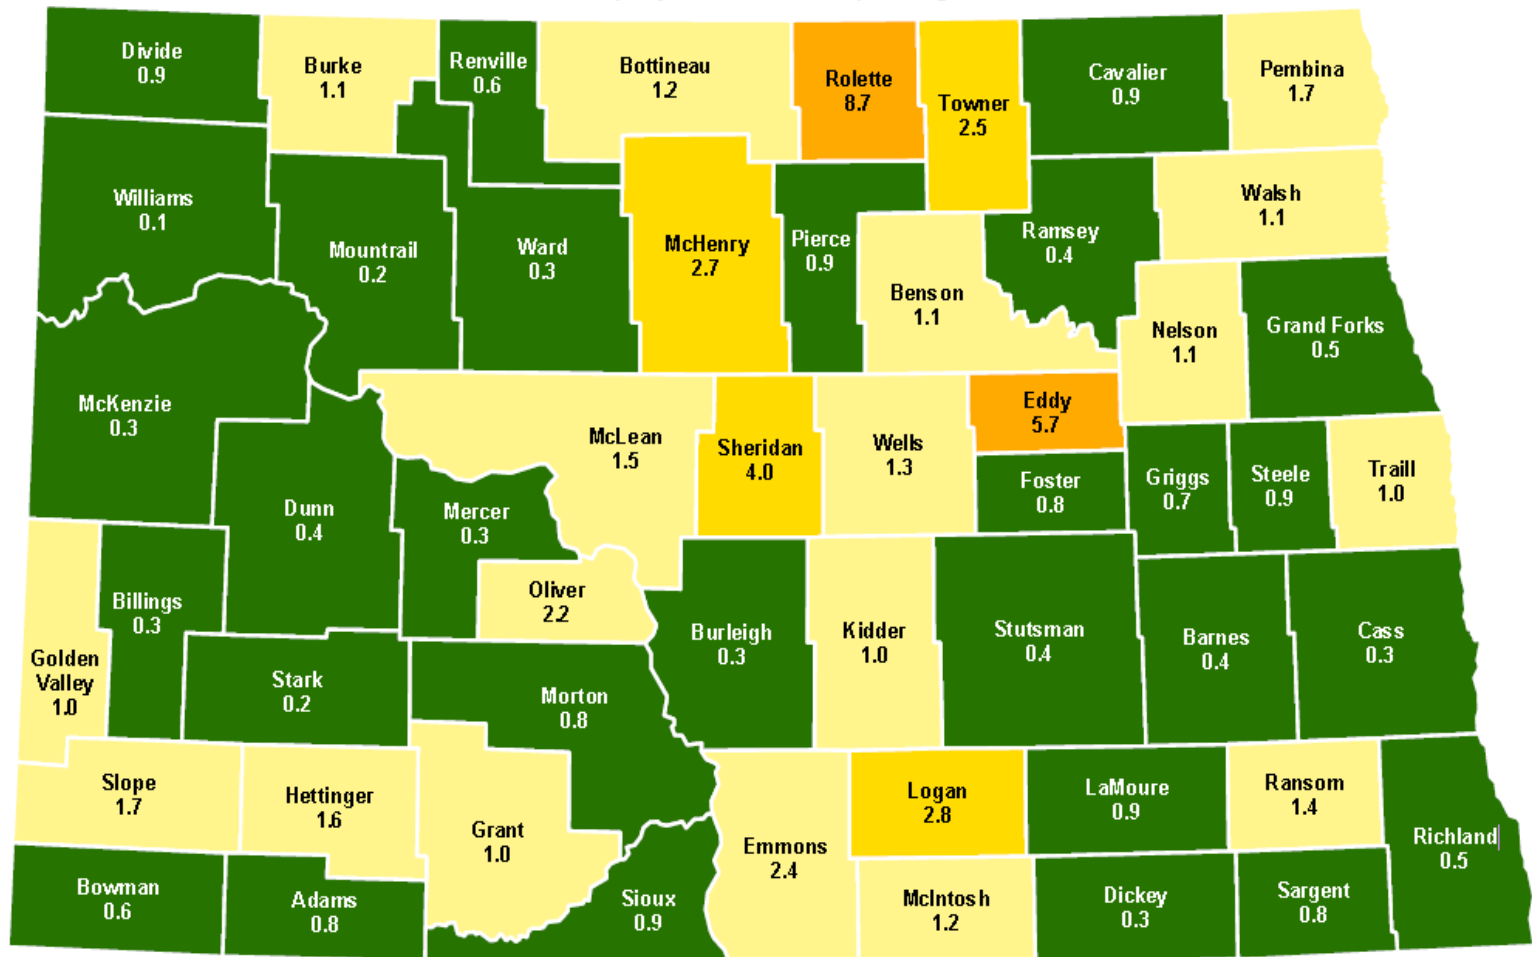 Divide
0.9
Burke
1.1
Renville
0.6
Bottineau
1.2
Rolette
8.7
Towner
2.5
Cavalier
0.9
Pembina
1.7
Williams
0.1
Mountrail
0.2
Ward
0.3
McHenry
2.7
Pierce
0.9
Benson
1.1
Ramsey
0.4
Walsh
1.1
Nelson
1.1
Grand Forks
0.5
McKenzie
0.3
Dunn
0.4
Mercer
0.3
McLean
1.5
Sheridan
4.0
Wells
1.3
Eddy
5.7
Foster
0.8
Griggs
0.7
Steele
0.9
Traill
1.0
Golden
Valley
1.0
Billings
0.3
Stark
0.2
Oliver
2.2
Morton
0.8
Burleigh
0.3
Kidder
1.0
Stutsman
0.4
Barnes
0.4
Cass
0.3
Slope
1.7
Hettinger
1.6
Grant
1.0
Emmons
2.4
Logan
2.8
LaMoure
0.9
Ransom
1.4
Richland
0.5
Bowman
0.6
Adams
0.8
Sioux
0.9
McIntosh
1.2
Dickey
0.3
Sargent
0.8